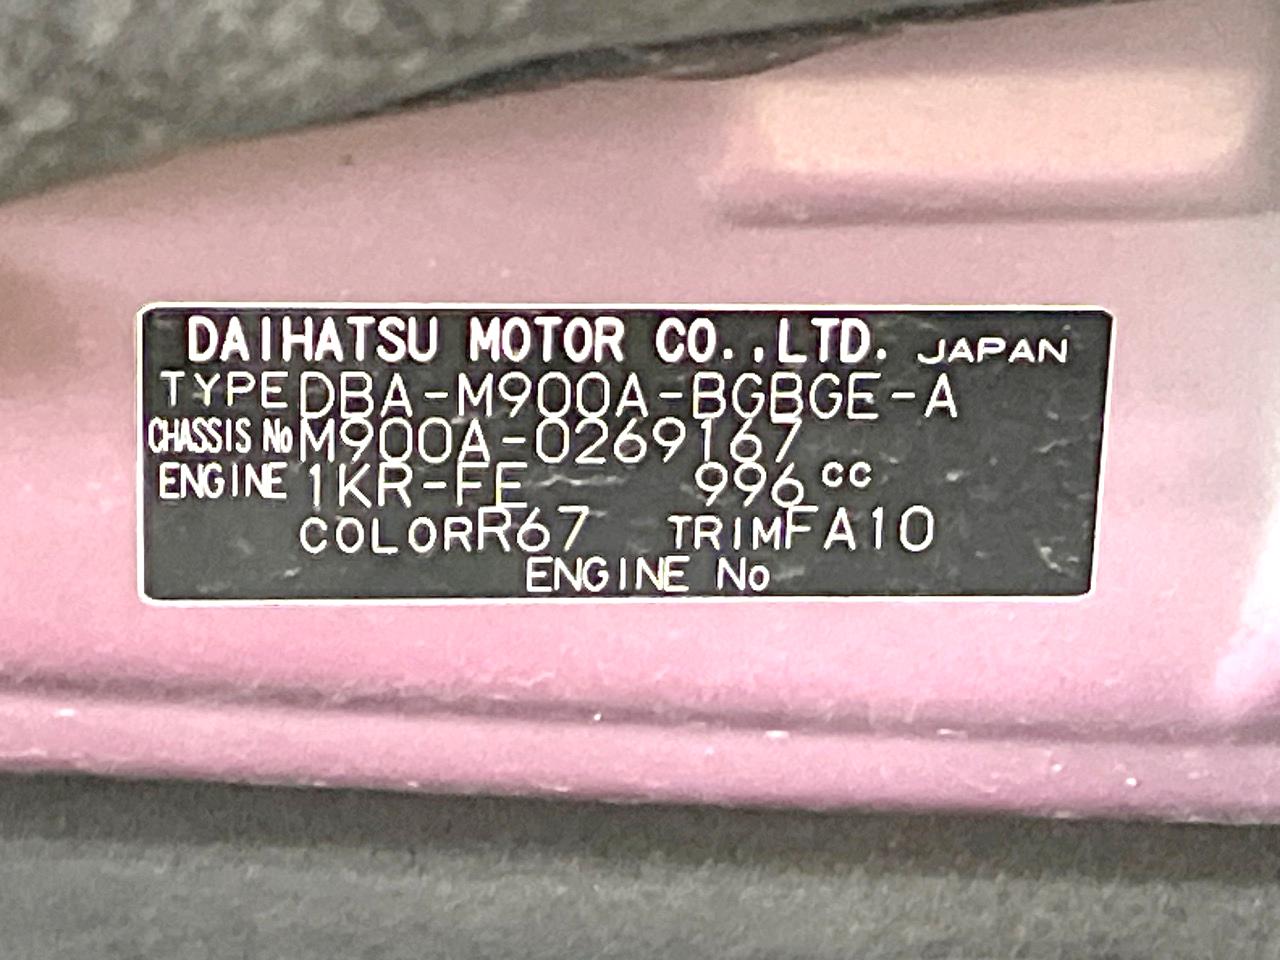 DAIHATSU MOTOR CO.,LTD. JAPAN
TYPE DBA-M900A-BGBGE-A
CHASSIS No M900A-0269167
ENGINE 1KR-FE 996cc
COLOR R67 TRIM FA10
ENGINE No